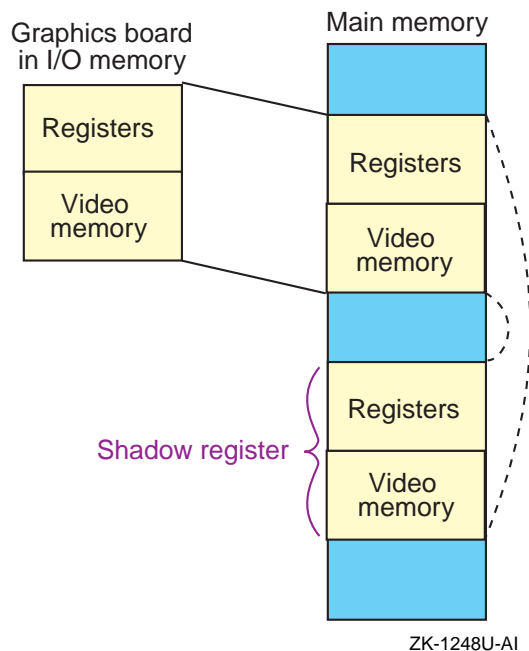 Graphics board
in I/O memory
Main memory
Registers
Video
memory
Registers
Video
memory
Shadow register
Registers
Video
memory
ZK-1248U-AI